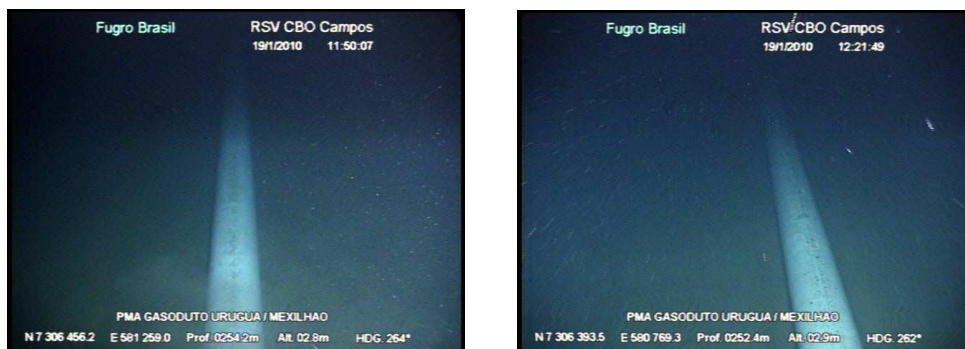 Fugro Brasil RSV CBO Campos
19/1/2010 11:50:07
PMA GASODUTO URUGUA / MEXILHAO
N 7 306 456.2 E 581 259.0 Prof. 0254.2m Alt. 02.8m HDG. 264°
Fugro Brasil RSV CBO Campos
19/1/2010 12:21:49
PMA GASODUTO URUGUA / MEXILHAO
N 7 306 393.5 E 580 769.3 Prof. 0252.4m Alt. 02.9m HDG. 262°